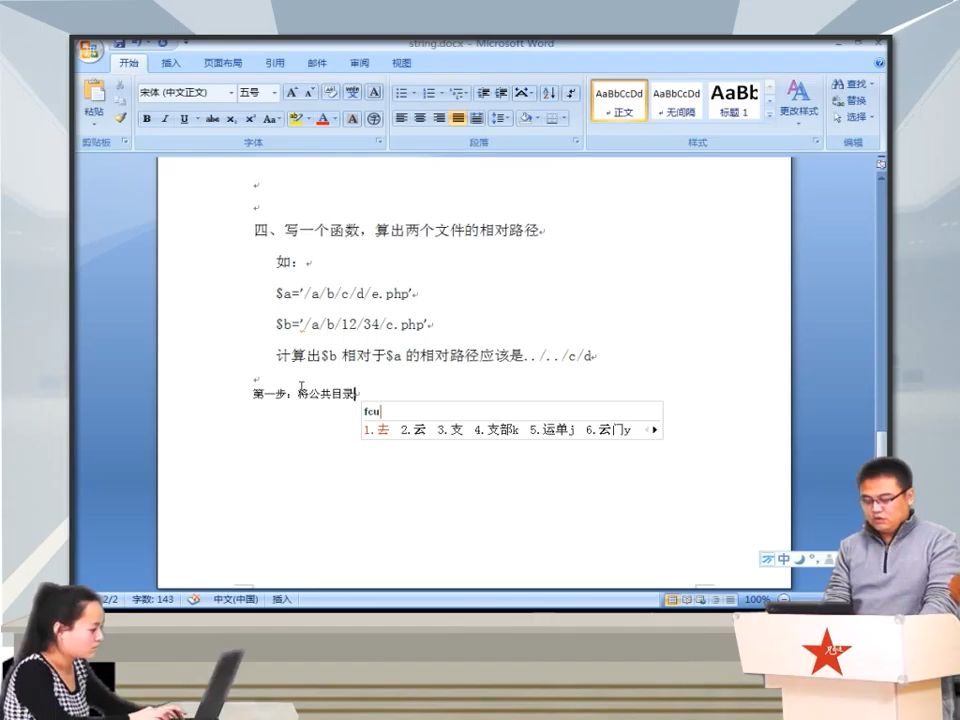 string.docx - Microsoft Word
开始 插入 页面布局 引用 邮件 审阅 视图
宋体 (中文正文) 五号
AaBbCcDd AaBbCcDd AaBb
粘贴
正文 无间隔 标题 1 更改样式
查找
替换
选择
B I U abc x₂ x² Aa
剪贴板 字体 段落 样式 编辑
四、写一个函数，算出两个文件的相对路径
如：
$a='/a/b/c/d/e.php'
$b='/a/b/12/34/c.php'
计算出$b 相对于$a 的相对路径应该是../../c/d
第一步：将公共目录
fcu
1.去 2.云 3.支 4.支部k 5.运单j 6.云门y
中
2/2 字数: 143 中文(中国) 插入 100%